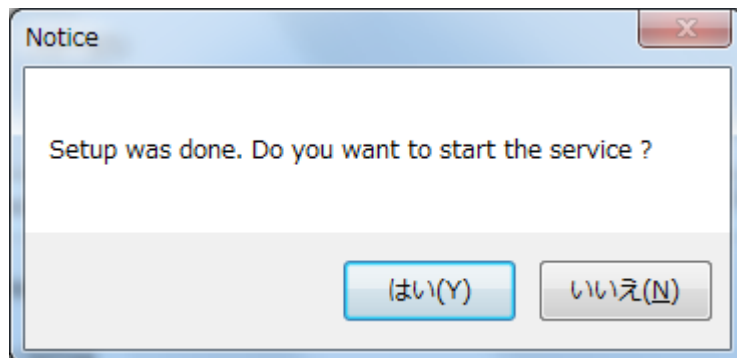 Notice
Setup was done. Do you want to start the service ?
はい(Y)
いいえ(N)